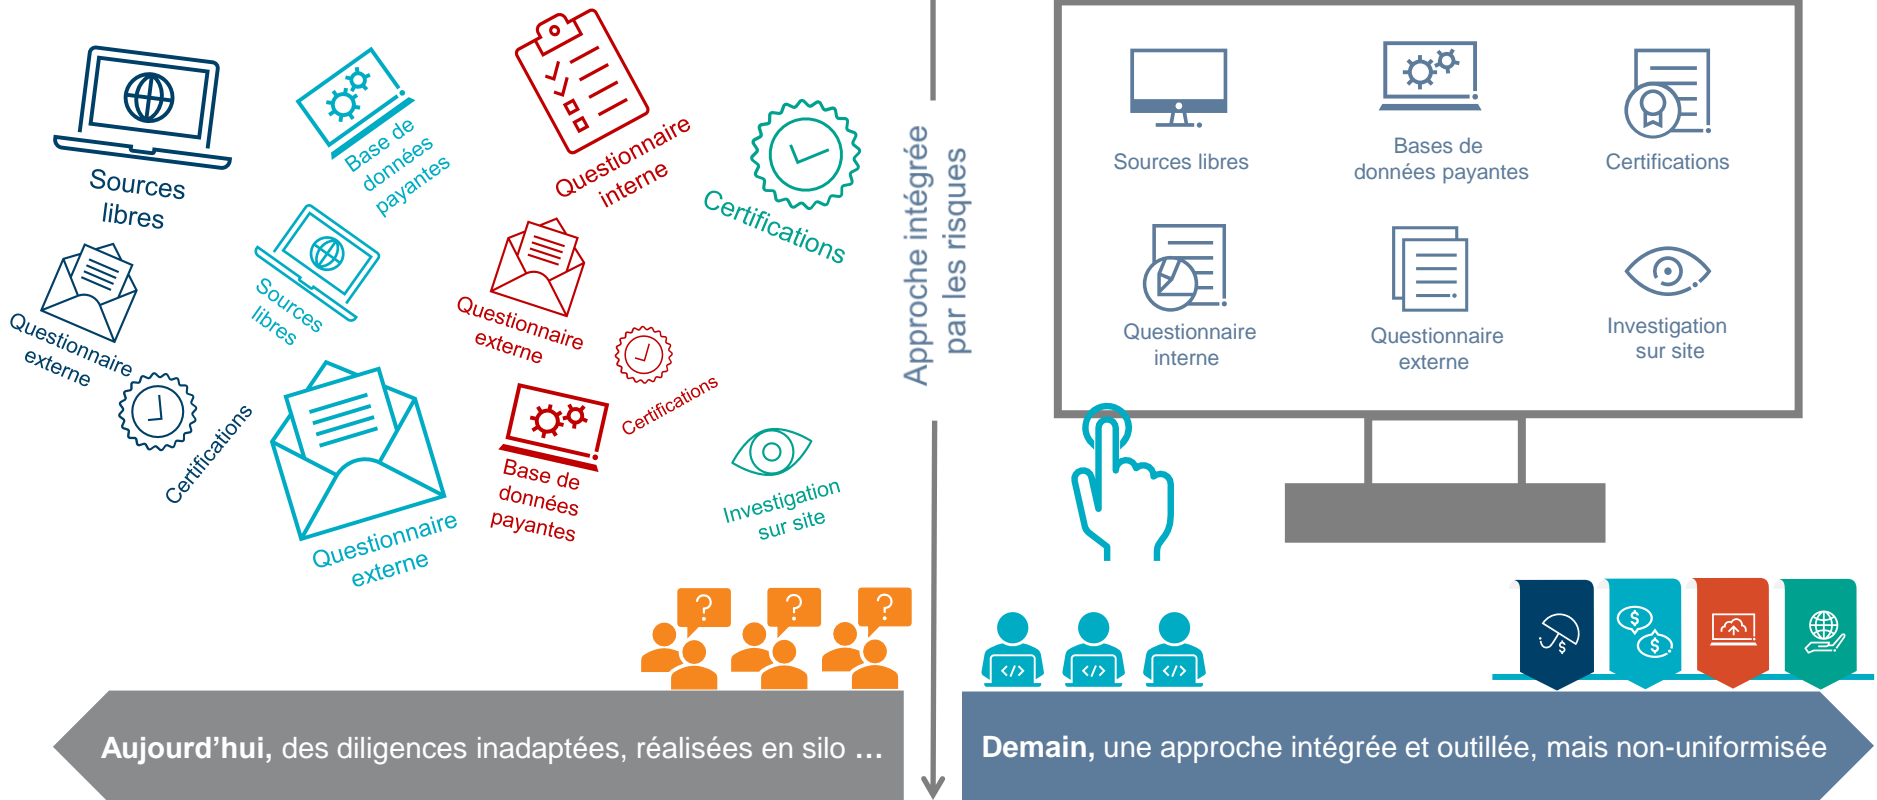 Sources
libres
Base de
données
payantes
Questionnaire
interne
Certifications
Questionnaire
externe
Sources
libres
Questionnaire
externe
Certifications
Certifications
Questionnaire
externe
Base de
données
payantes
Investigation
sur site
? ? ?
Aujourd’hui, des diligences inadaptées, réalisées en silo …
Approche intégrée
par les risques
Sources libres
Bases de
données payantes
Certifications
Questionnaire
interne
Questionnaire
externe
Investigation
sur site
</> </> </>
$ $ $
Demain, une approche intégrée et outillée, mais non-uniformisée